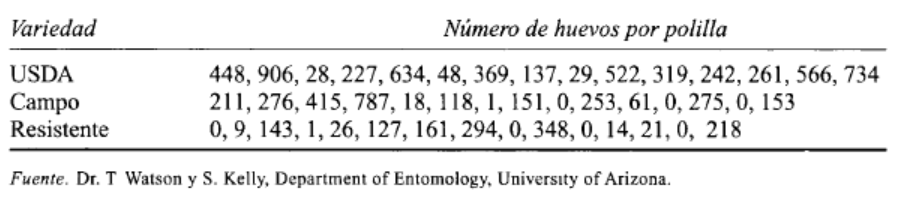 Variedad Número de huevos por polilla
USDA 448, 906, 28, 227, 634, 48, 369, 137, 29, 522, 319, 242, 261, 566, 734
Campo 211, 276, 415, 787, 18, 118, 1, 151, 0, 253, 61, 0, 275, 0, 153
Resistente 0, 9, 143, 1, 26, 127, 161, 294, 0, 348, 0, 14, 21, 0, 218
Fuente. Dr. T Watson y S. Kelly, Department of Entomology, University of Arizona.